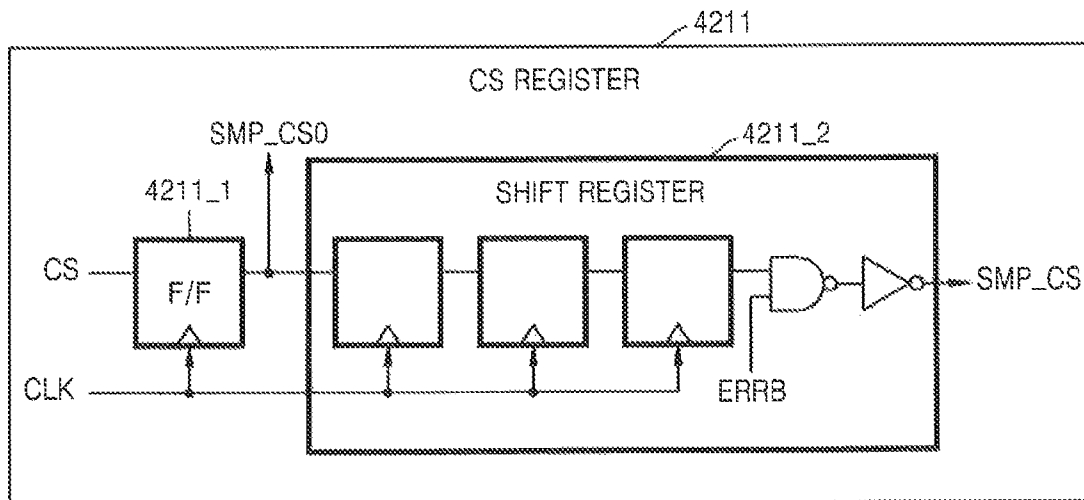 4211
CS REGISTER
SMP_CS0
4211_2
4211_1
SHIFT REGISTER
CS
F/F
SMP_CS
CLK
ERRB